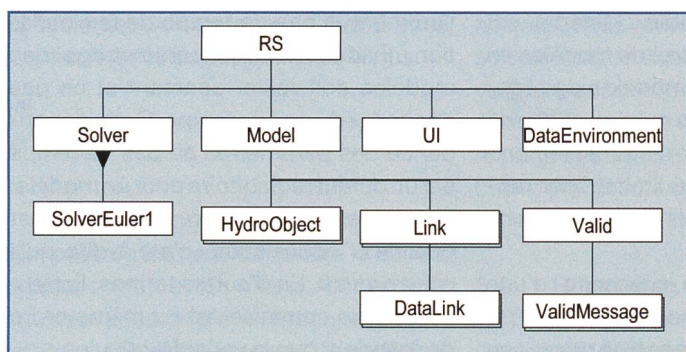 RS
Solver
Model
UI
DataEnvironment
SolverEuler1
HydroObject
Link
Valid
DataLink
ValidMessage